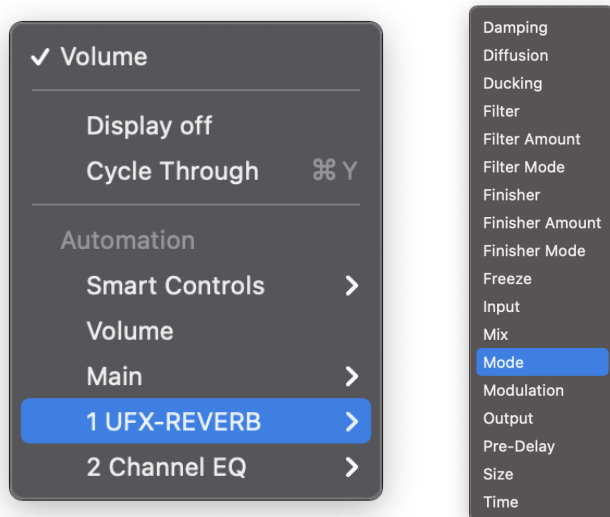 ✓ Volume
Display off
Cycle Through ⌘ Y
Automation
Smart Controls
Volume
Main
1 UFX-REVERB
2 Channel EQ
Damping
Diffusion
Ducking
Filter
Filter Amount
Filter Mode
Finisher
Finisher Amount
Finisher Mode
Freeze
Input
Mix
Mode
Modulation
Output
Pre-Delay
Size
Time